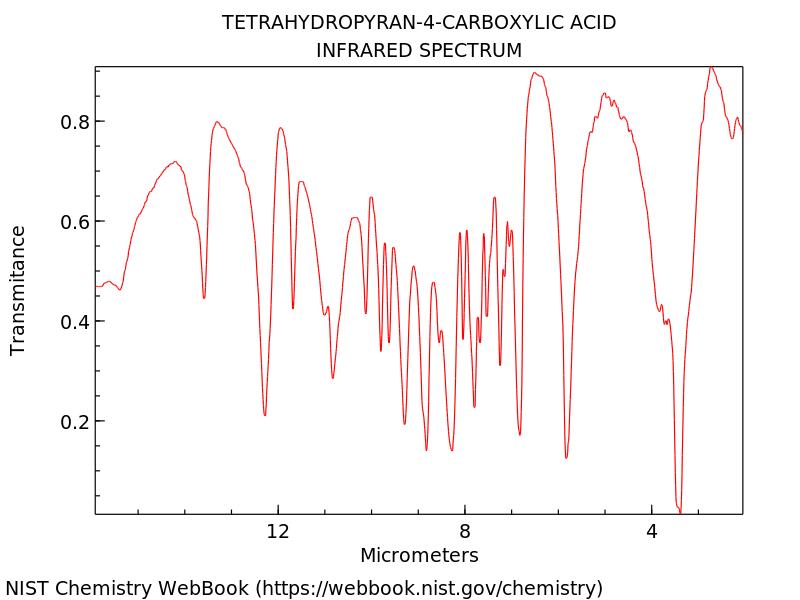 TETRAHYDROPYRAN-4-CARBOXYLIC ACID
INFRARED SPECTRUM
0.8
0.6
0.4
0.2
Transmitance
12
8
4
Micrometers
NIST Chemistry WebBook (https://webbook.nist.gov/chemistry)